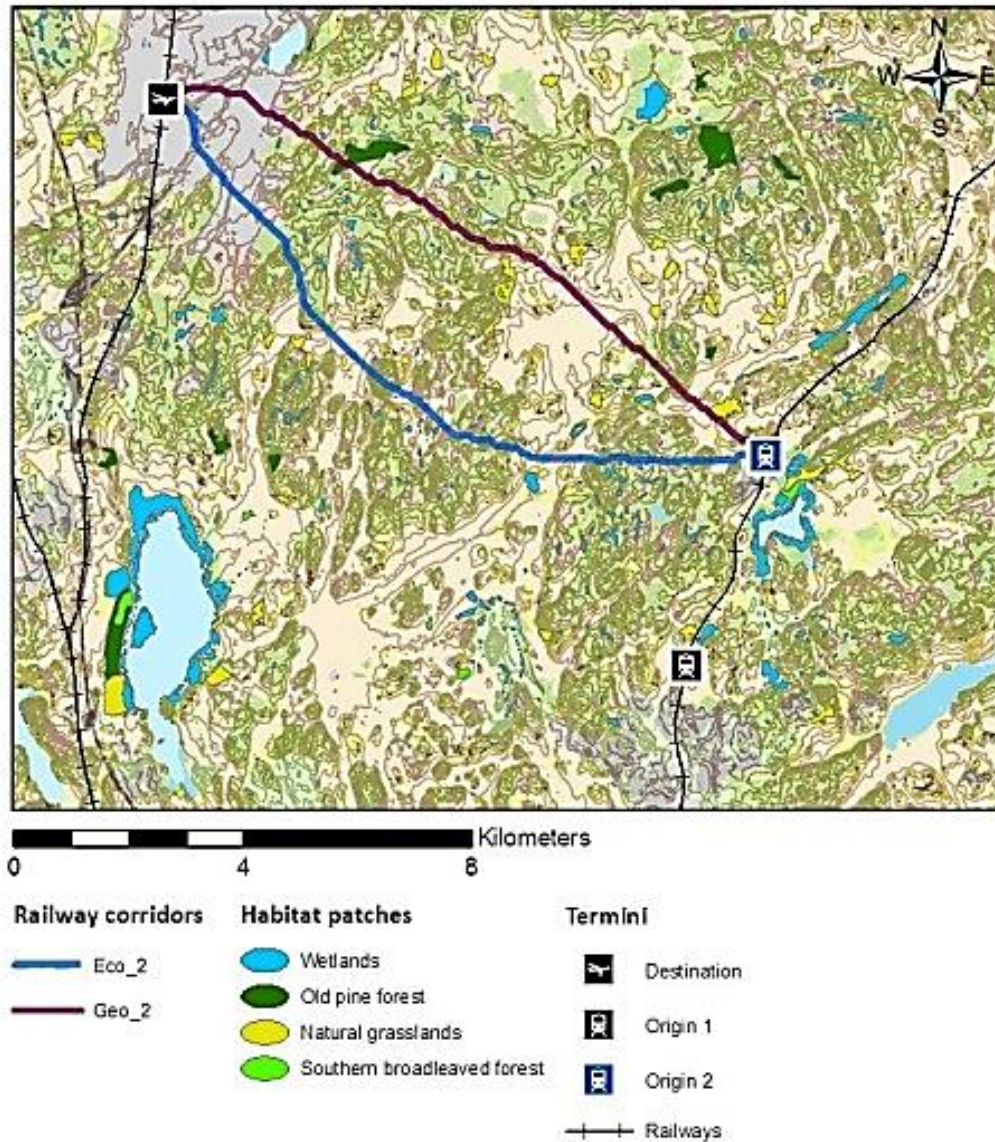 N
W E
S
Kilometers
0 4 8
Railway corridors
Eco_2
Geo_2
Habitat patches
Wetlands
Old pine forest
Natural grasslands
Southern broadleaved forest
Termini
Destination
Origin 1
Origin 2
Railways